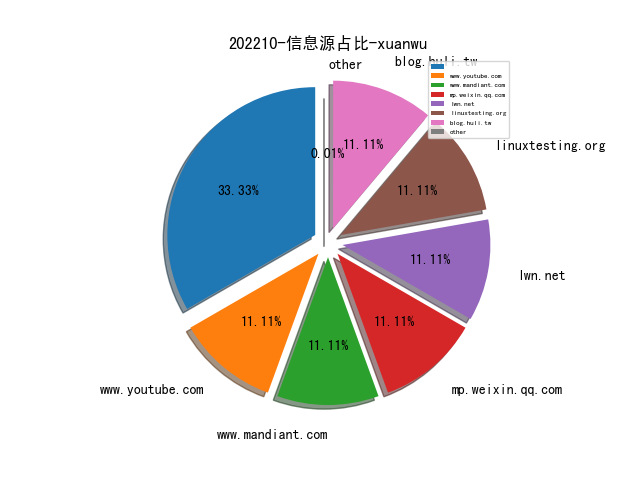 202210-信息源占比-xuanwu
other
blog.huli.tw
www.youtube.com
www.mandiant.com
mp.weixin.qq.com
lwn.net
linuxtesting.org
blog.huli.tw
other
0.01%
11.11%
33.33%
11.11%
linuxtesting.org
11.11%
lwn.net
11.11%
11.11%
11.11%
www.youtube.com
mp.weixin.qq.com
www.mandiant.com